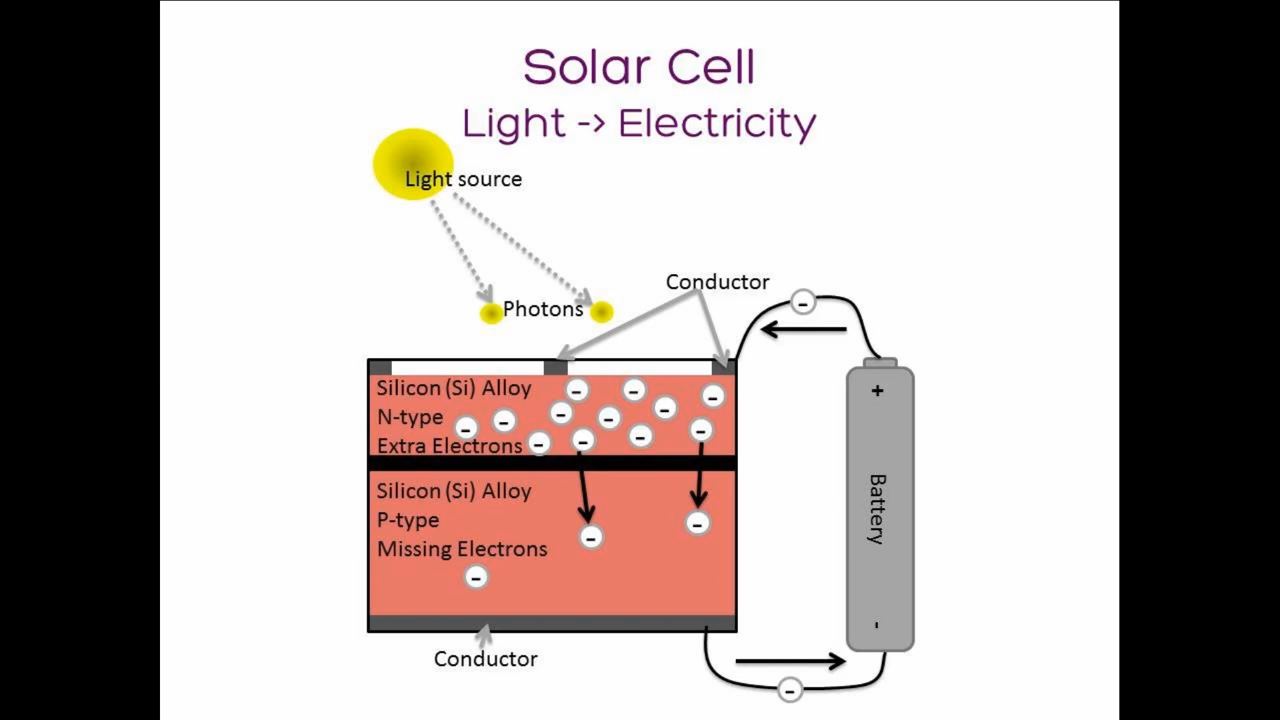 Solar Cell
Light -> Electricity
Light source
Photons
Conductor
Silicon (Si) Alloy
N-type
Extra Electrons
Silicon (Si) Alloy
P-type
Missing Electrons
Conductor
+
Battery
-